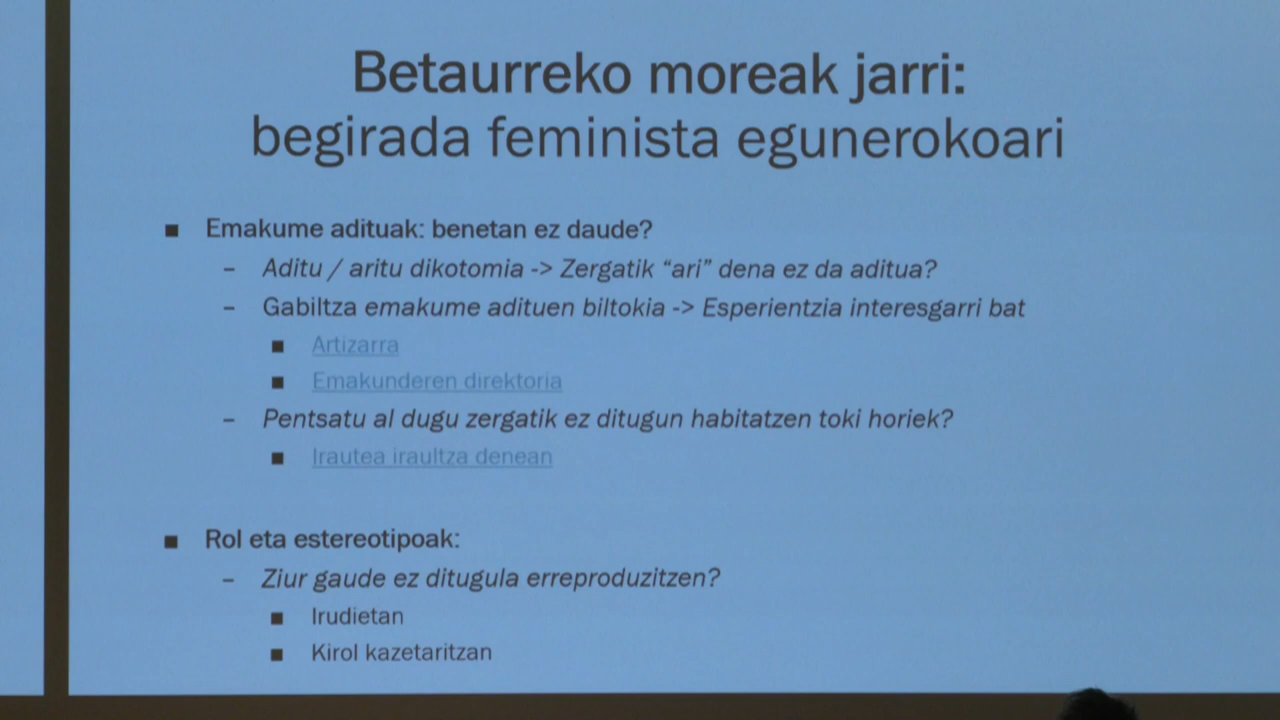 Betaurreko moreak jarri:
begirada feminista egunerokoari
■ Emakume adituak: benetan ez daude?
– Aditu / aritu dikotomia -> Zergatik “ari” dena ez da aditua?
– Gabiltza emakume adituen biltokia -> Esperientzia interesgarri bat
■ Artizarra
■ Emakunderen direktoria
– Pentsatu al dugu zergatik ez ditugun habitatzen toki horiek?
■ Irautea iraultza denean
■ Rol eta estereotipoak:
– Ziur gaude ez ditugula erreproduzitzen?
■ Irudietan
■ Kirol kazetaritzan